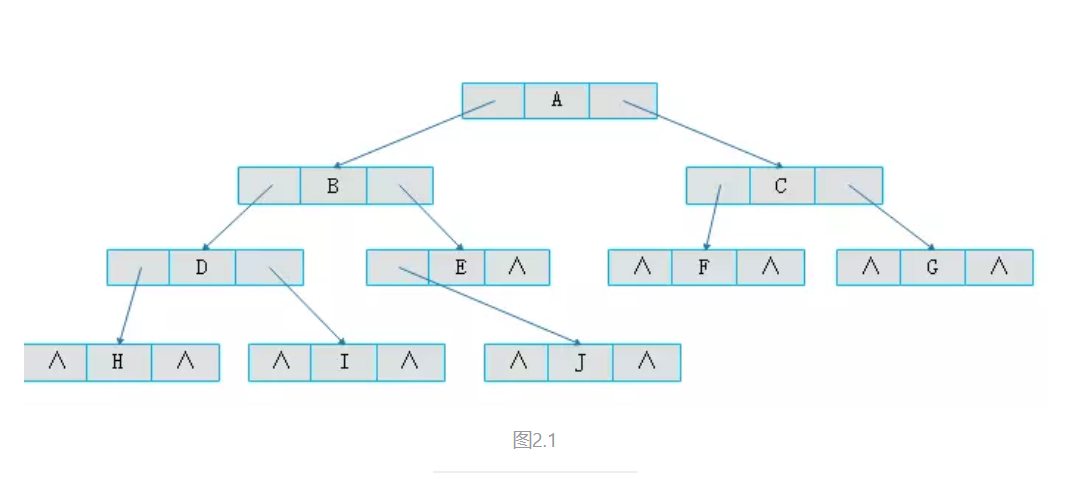 A
B C
D E ∧ ∧ F ∧ ∧ G ∧
∧ H ∧ ∧ I ∧ ∧ J ∧
图2.1